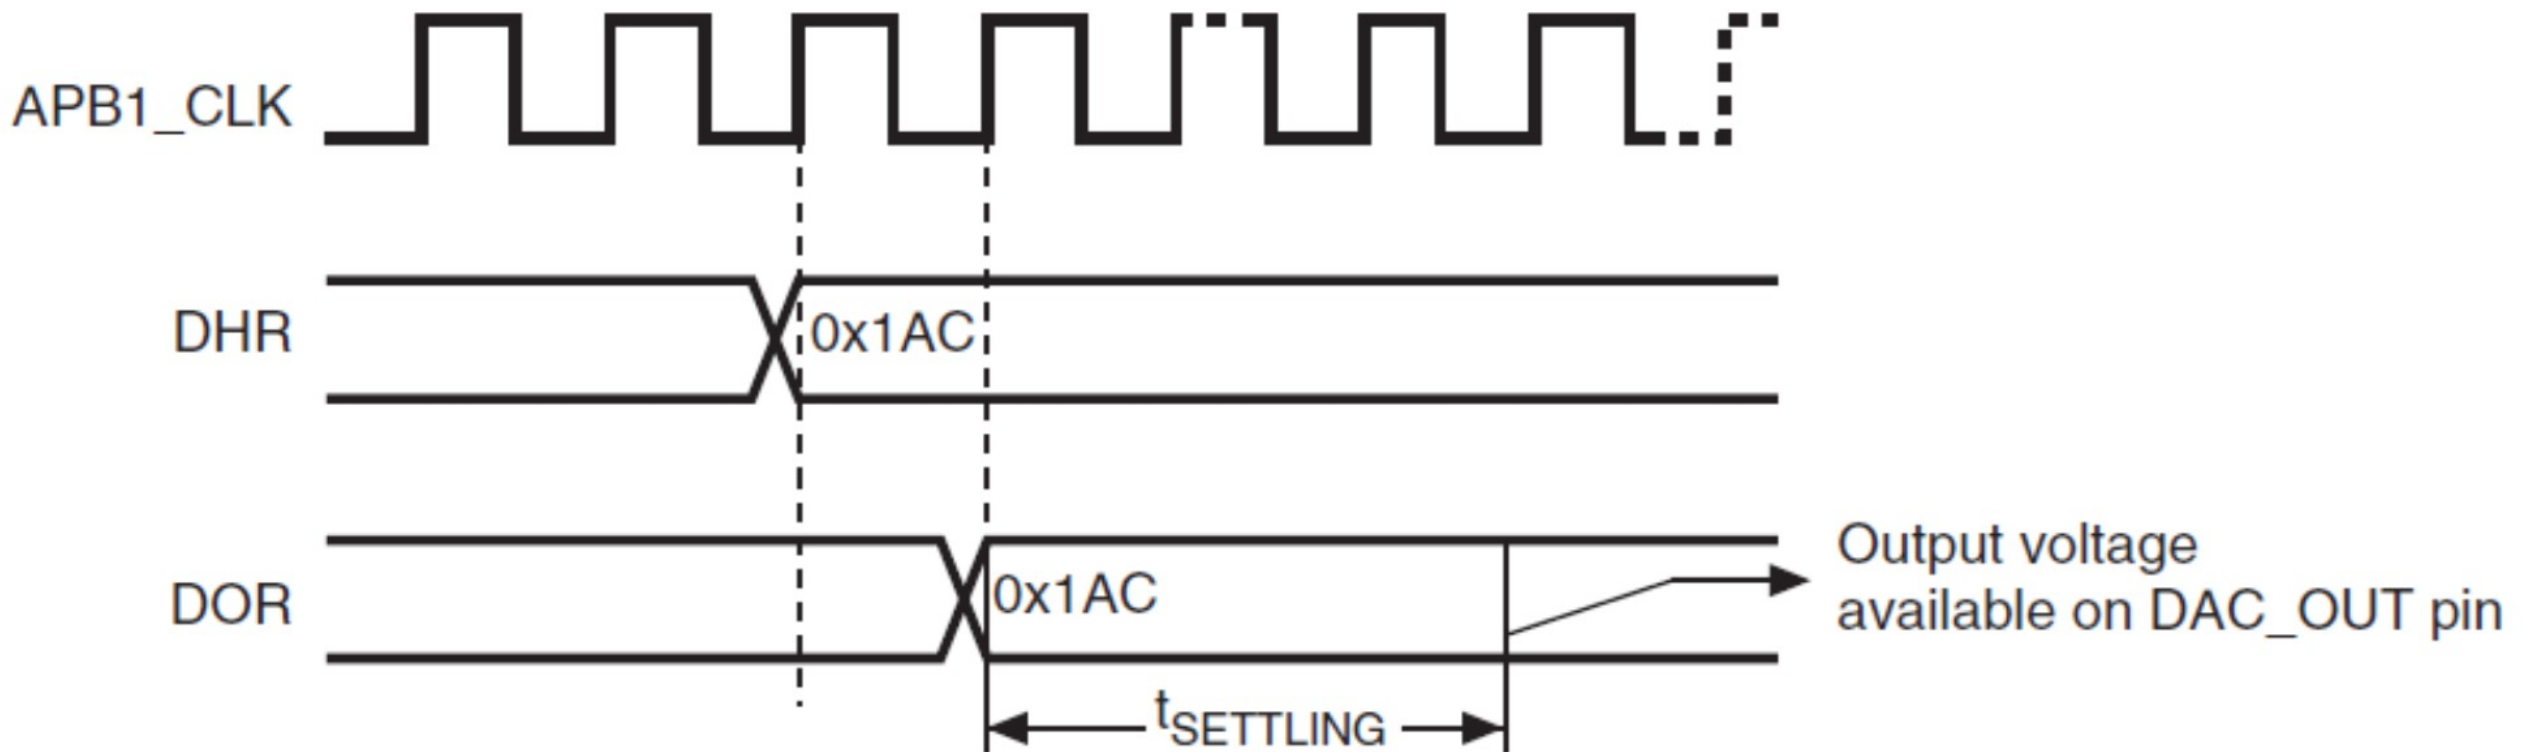 APB1_CLK
DHR
0x1AC
DOR
0x1AC
Output voltage
available on DAC_OUT pin
tSETTLING